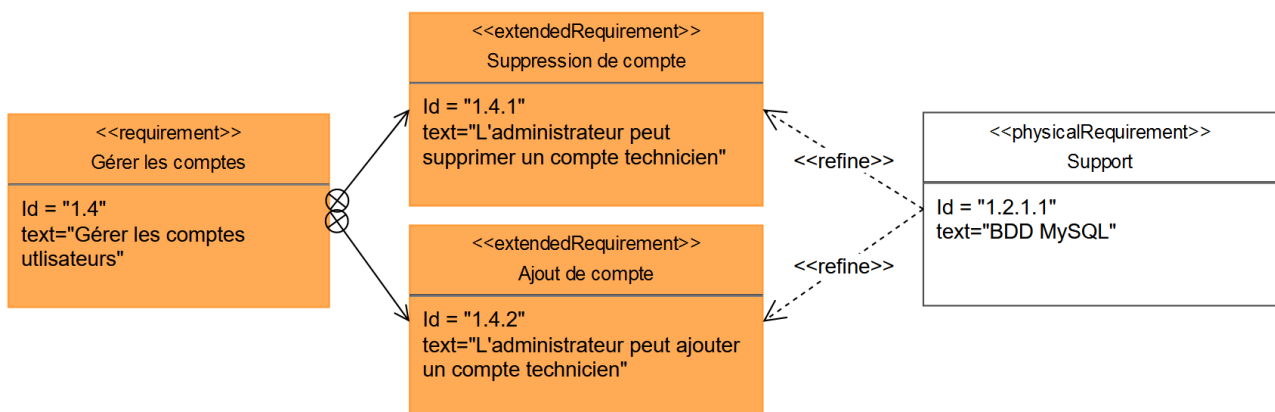 <<requirement>>
Gérer les comptes
Id = "1.4"
text="Gérer les comptes
utlisateurs"
<<extendedRequirement>>
Suppression de compte
Id = "1.4.1"
text="L'administrateur peut
supprimer un compte technicien"
<<extendedRequirement>>
Ajout de compte
Id = "1.4.2"
text="L'administrateur peut ajouter
un compte technicien"
<<refine>>
<<refine>>
<<physicalRequirement>>
Support
Id = "1.2.1.1"
text="BDD MySQL"